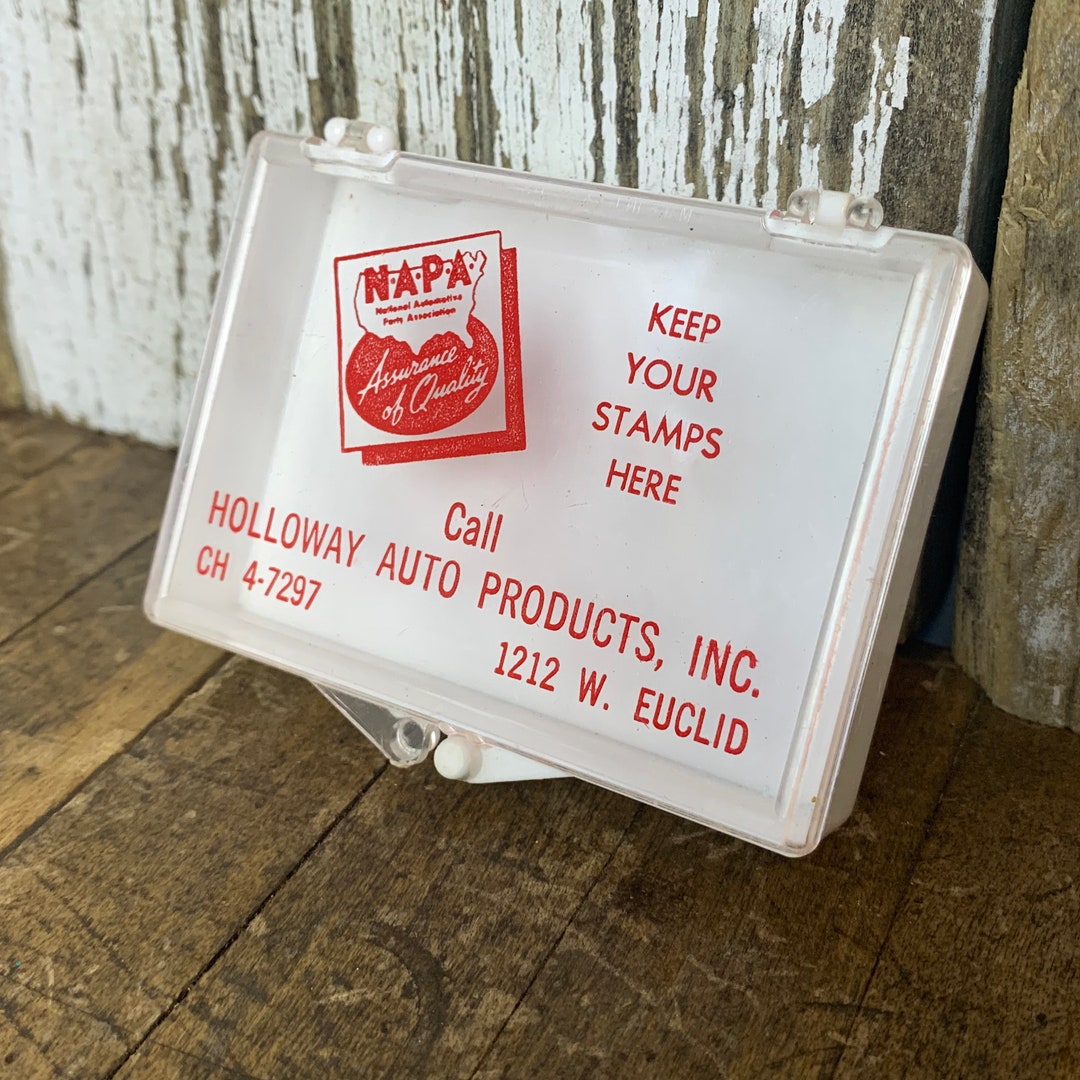 N·A·P·A·
National Automotive
Parts Association
Assurance
of Quality
KEEP
YOUR
STAMPS
HERE
Call
HOLLOWAY AUTO PRODUCTS, INC.
CH 4-7297
1212 W. EUCLID